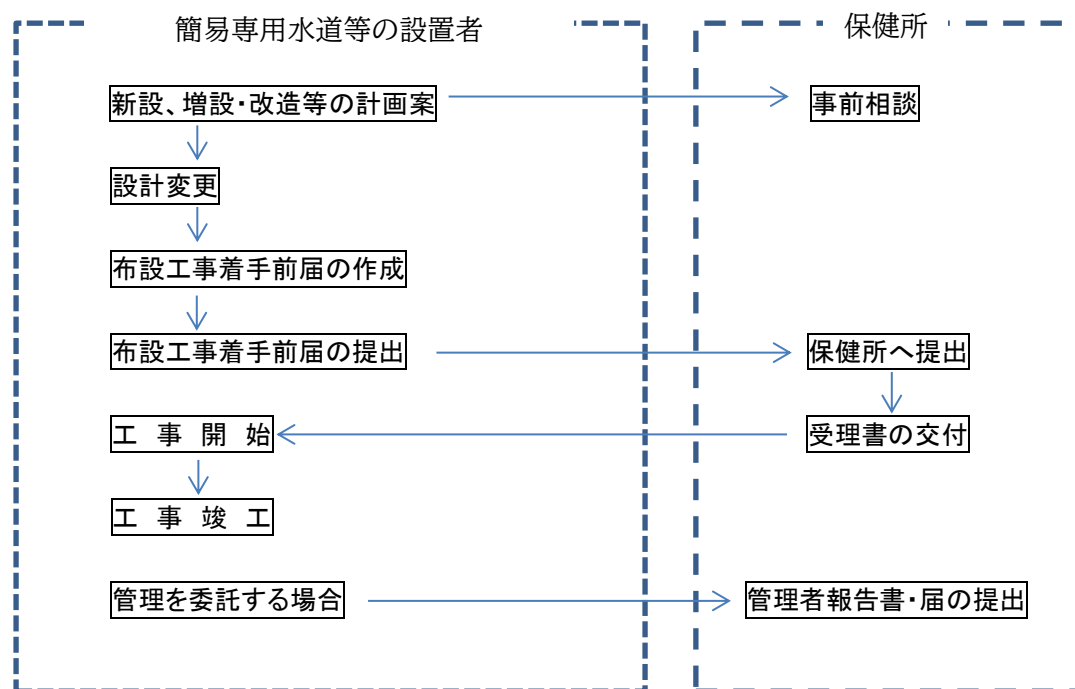 簡易専用水道等の設置者
保健所
新設、増設・改造等の計画案
事前相談
設計変更
布設工事着手前届の作成
布設工事着手前届の提出
保健所へ提出
工 事 開 始
受理書の交付
工 事 竣 工
管理を委託する場合
管理者報告書・届の提出